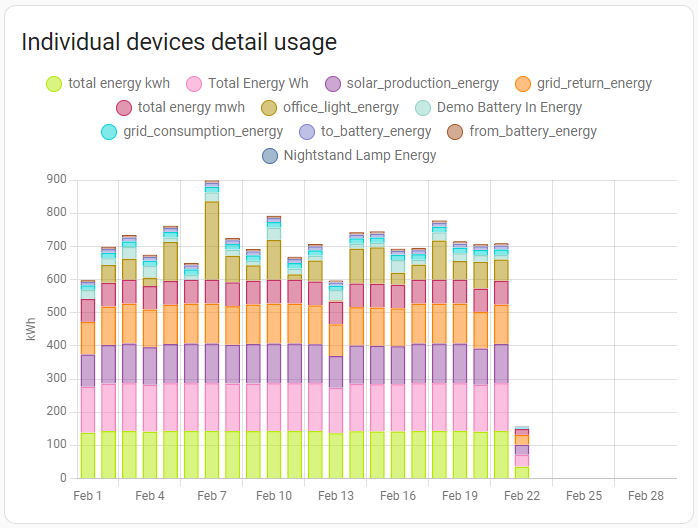 Individual devices detail usage
total energy kwh Total Energy Wh solar_production_energy grid_return_energy
total energy mwh office_light_energy Demo Battery In Energy
grid_consumption_energy to_battery_energy from_battery_energy
Nightstand Lamp Energy
900
800
700
600
500
400
300
200
100
0
kWh
Feb 1 Feb 4 Feb 7 Feb 10 Feb 13 Feb 16 Feb 19 Feb 22 Feb 25 Feb 28